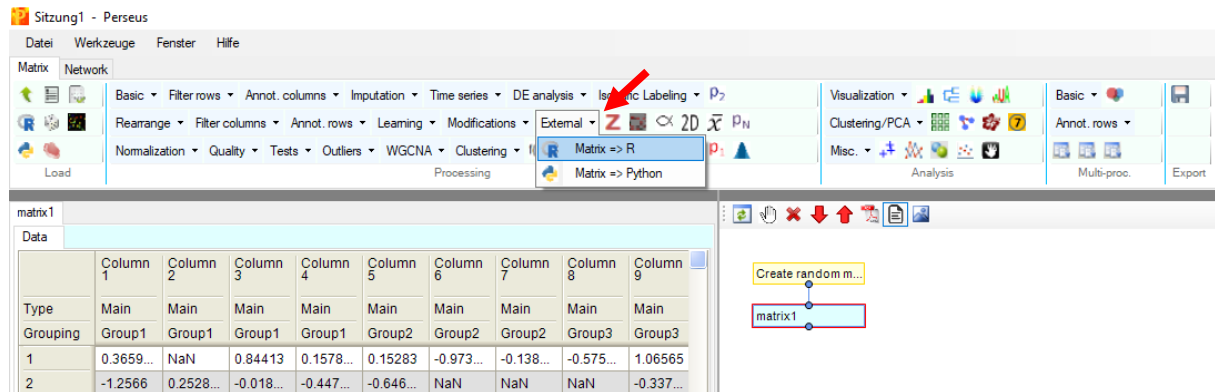 Sitzung1 - Perseus
Datei Werkzeuge Fenster Hilfe
Matrix Network
Basic Filter rows Annot. columns Imputation Time series DE analysis Labeling p2 Visualization Basic
Rearrange Filter columns Annot. rows Learning Modifications External Z 2D x̅ PN Clustering/PCA 7 Annot. rows
Normalization Quality Tests Outliers WGCNA Clustering Matrix => R p1 Misc.
Load Processing Matrix => Python Analysis Multi-proc. Export
matrix1
Data
Column 1 Column 2 Column 3 Column 4 Column 5 Column 6 Column 7 Column 8 Column 9
Create random m...
Type Main Main Main Main Main Main Main Main Main
matrix1
Grouping Group1 Group1 Group1 Group1 Group2 Group2 Group2 Group3 Group3
1 0.3659... NaN 0.84413 0.1578... 0.15283 -0.973... -0.138... -0.575... 1.06565
2 -1.2566 0.2528... -0.018... -0.447... -0.646... NaN NaN NaN -0.337...